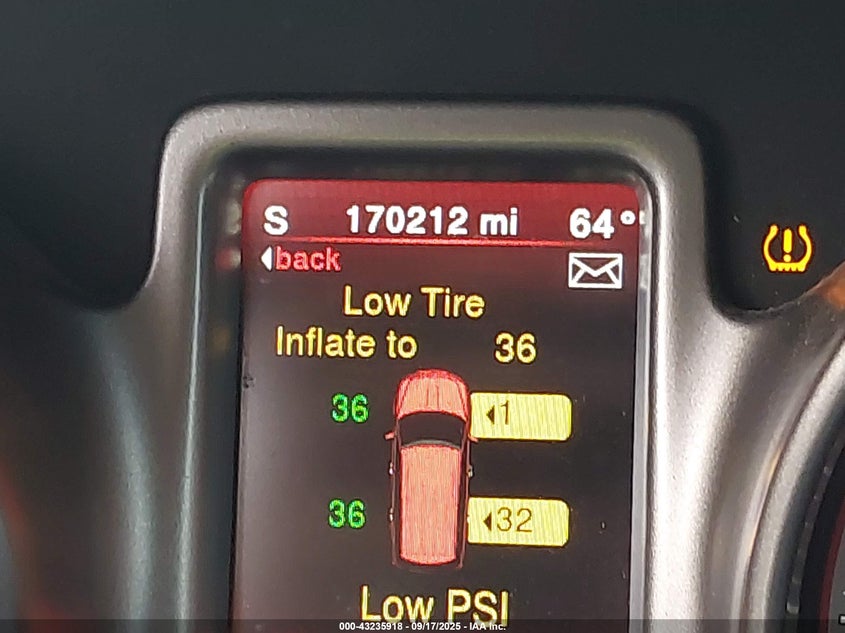 S 170212 mi 64°
back
Low Tire
Inflate to 36
36 1
36 32
Low PSI
000-43235918 - 09/17/2025 - IAA Inc.